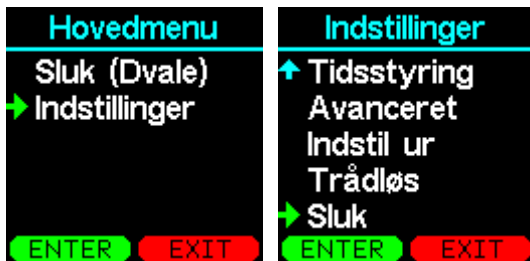 Hovedmenu
Sluk (Dvale)
Indstillinger
ENTER EXIT
Indstillinger
Tidsstyring
Avanceret
Indstil ur
Trådløs
Sluk
ENTER EXIT